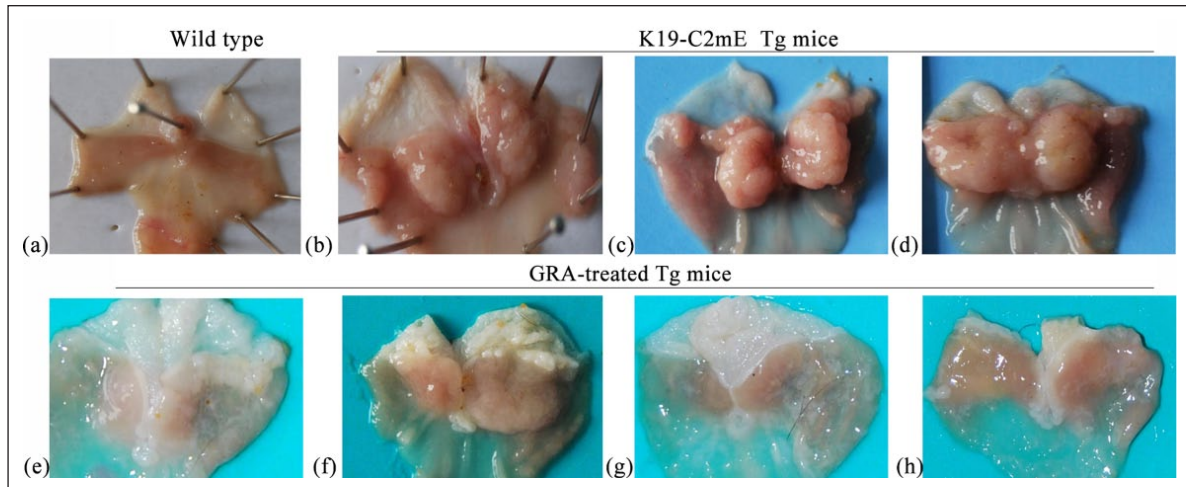 Wild type
K19-C2mE Tg mice
(a)
(b)
(c)
(d)
GRA-treated Tg mice
(e)
(f)
(g)
(h)